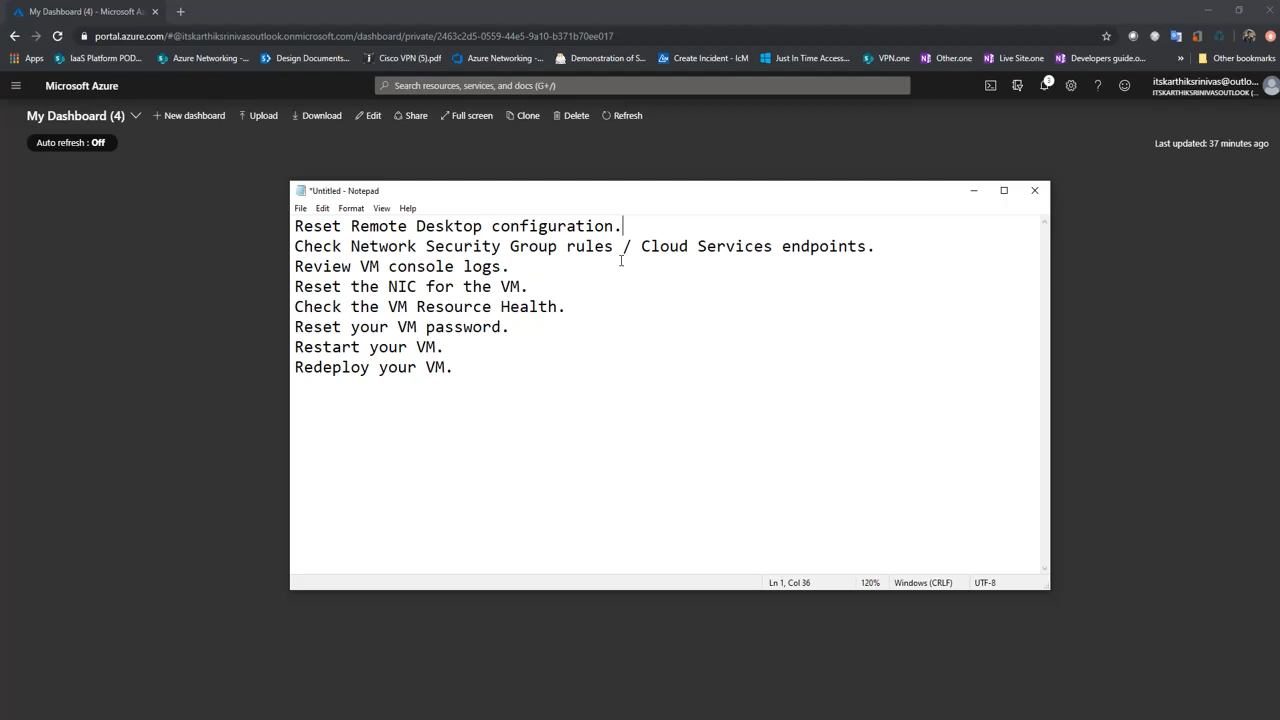 My Dashboard (4) - Microsoft Az
portal.azure.com/#@itskarthiksrinivasoutlook.onmicrosoft.com/dashboard/private/2463c2d5-0559-44e5-9a10-b371b70ee017
Apps IaaS Platform POD... Azure Networking -... Design Documents... Cisco VPN (5).pdf Azure Networking -... Demonstration of S... Create Incident - IcM Just In Time Access... VPN.one Other.one Live Site.one Developers guide.o... » Other bookmarks
Microsoft Azure
Search resources, services, and docs (G+/)
3
itskarthiksrinivas@outlo...
ITSKARTHIKSRINIVASOUTLOOK (...
My Dashboard (4) + New dashboard Upload Download Edit Share Full screen Clone Delete Refresh
Auto refresh : Off
Last updated: 37 minutes ago
*Untitled - Notepad
File Edit Format View Help
Reset Remote Desktop configuration.
Check Network Security Group rules / Cloud Services endpoints.
Review VM console logs.
Reset the NIC for the VM.
Check the VM Resource Health.
Reset your VM password.
Restart your VM.
Redeploy your VM.
Ln 1, Col 36 120% Windows (CRLF) UTF-8